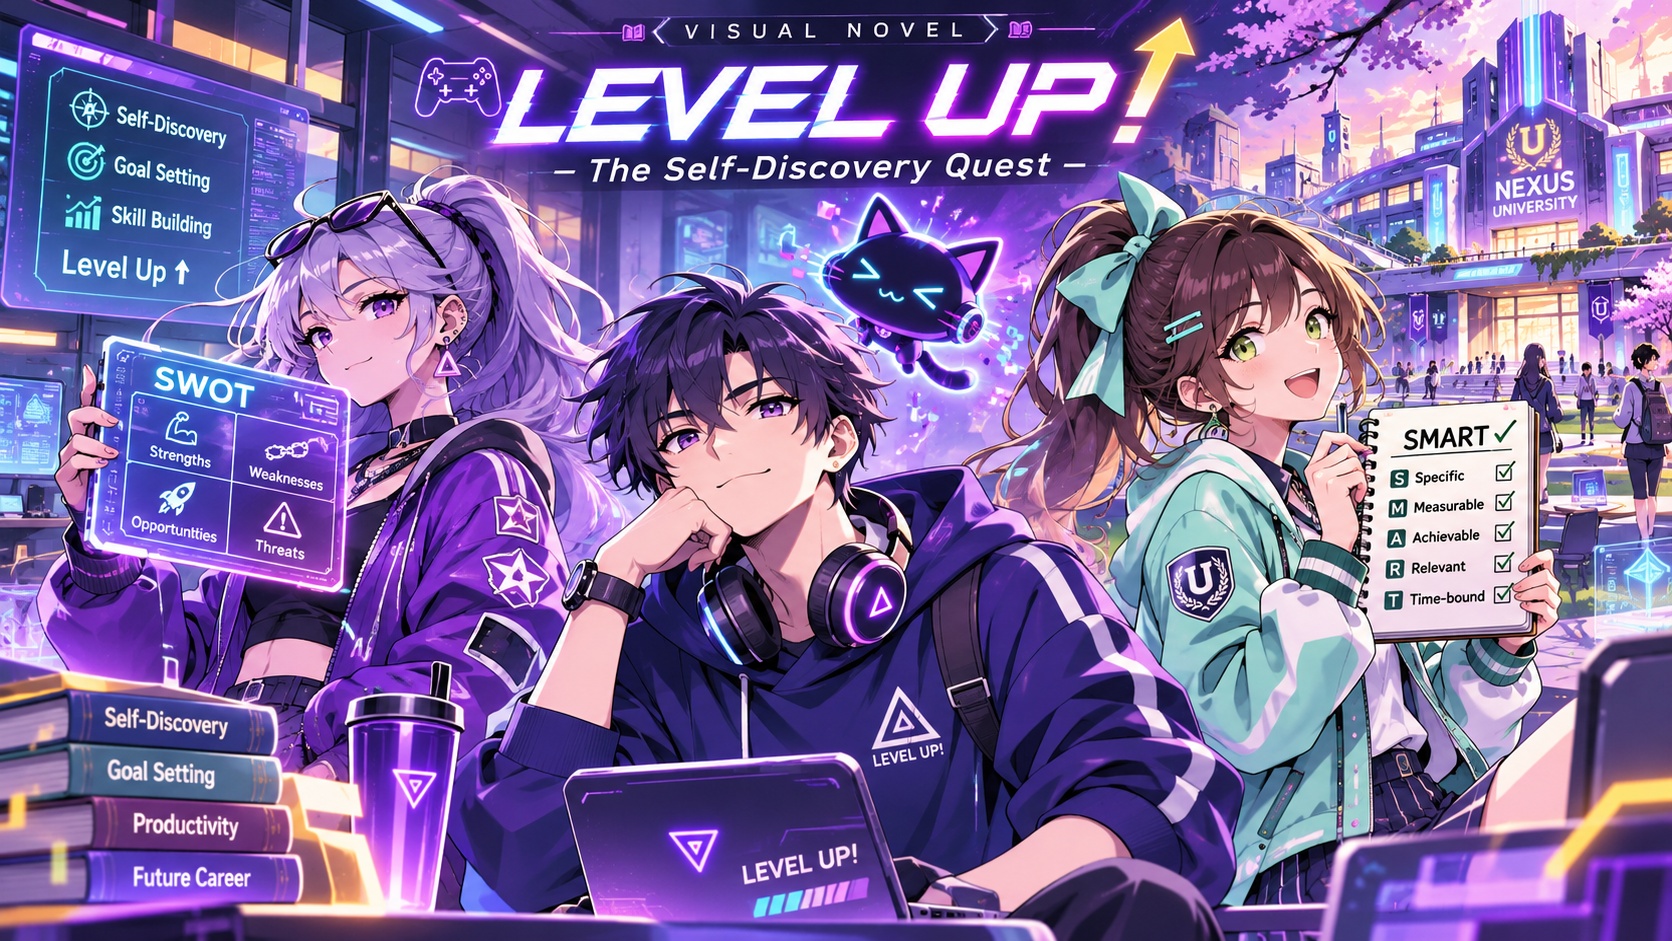 VISUAL NOVEL
LEVEL UP!
– The Self-Discovery Quest –
Self-Discovery
Goal Setting
Skill Building
Level Up ↑
U
NEXUS
UNIVERSITY
SWOT
Strengths
Weaknesses
Opportunities
Threats
SMART✓
S Specific
M Measurable
A Achievable
R Relevant
T Time-bound
U
LEVEL UP!
LEVEL UP!
Self-Discovery
Goal Setting
Productivity
Future Career